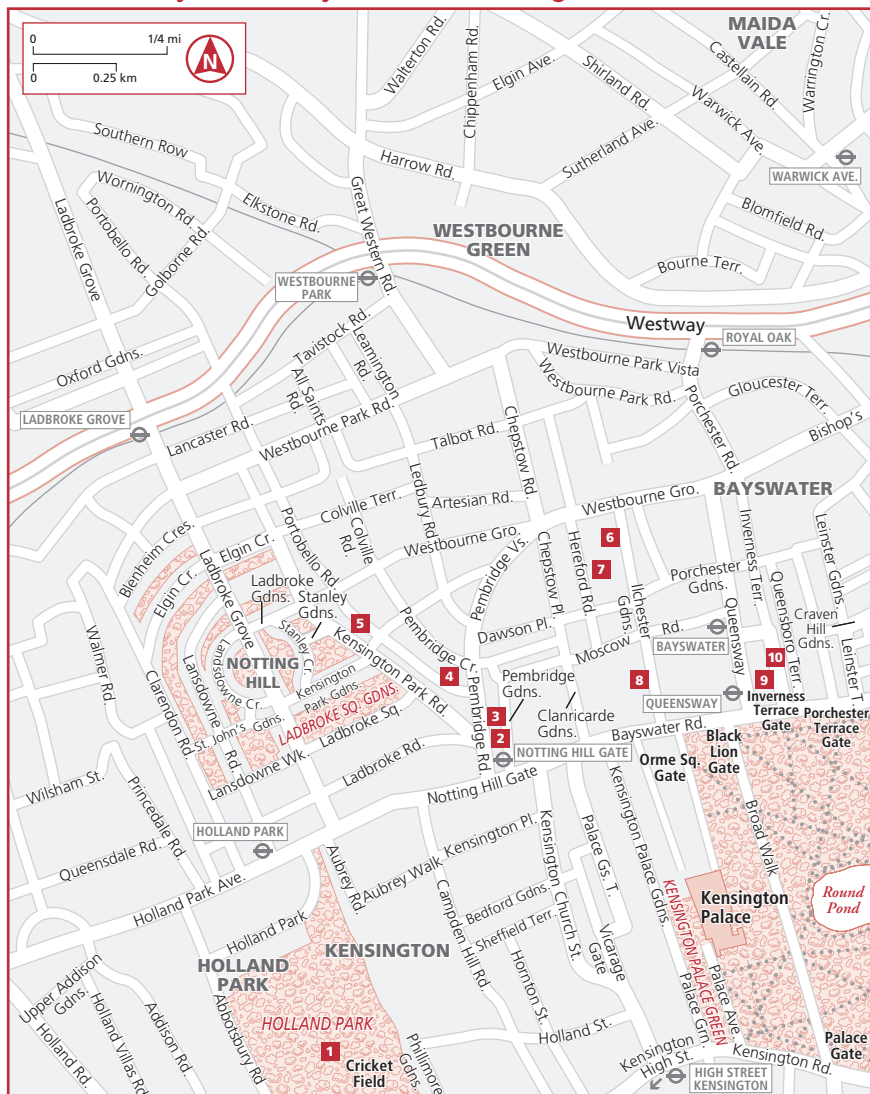 0
1/4 mi
0
0.25 km
N
MAIDA
VALE
Walterton Rd.
Chippenham Rd.
Elgin Ave.
Shirland Rd.
Castellain Rd.
Warrington Cr.
Warwick Ave.
Sutherland Ave.
WARWICK AVE.
Southern Row
Harrow Rd.
Wornington Rd.
Elkstone Rd.
Great Western Rd.
Portobello Rd.
Golborne Rd.
Ladbroke Grove
WESTBOURNE
GREEN
Blomfield Rd.
Bourne Terr.
WESTBOURNE
PARK
Westway
ROYAL OAK
Oxford Gdns.
Tavistock Rd.
Leamington
Rd.
All Saints
Rd.
Westbourne Park Vista
Westbourne Park Rd.
Gloucester Terr.
Bishop's
Porchester Rd.
LADBROKE GROVE
Lancaster Rd.
Westbourne Park Rd.
Talbot Rd.
Chepstow Rd.
Ledbury Rd.
Artesian Rd.
Colville Terr.
Colville
Rd.
Westbourne Gro.
Westbourne Gro.
BAYSWATER
Blenheim Cres.
Elgin Cr.
Elgin Cr.
Portobello Rd.
Ladbroke Grove
Ladbroke
Gdns.
Stanley
Gdns.
Stanley Cr.
Pembridge Vs.
Chepstow Pl.
Hereford Rd.
6
7
Ilchester
Gdns.
Porchester
Gdns.
Inverness Terr.
Queensway
Queensboro Terr.
Leinster Gdns.
Craven
Hill
Gdns.
Leinster T.
5
Dawson Pl.
Moscow Rd.
BAYSWATER
10
Walmer Rd.
Clarendon Rd.
Lansdowne Rd.
Landsdowne Cr.
NOTTING
HILL
Kensington
Park Gdns.
Kensington Park Rd.
Pembridge Cr.
4
Pembridge Rd.
Pembridge
Gdns.
Clanricarde
Gdns.
8
QUEENSWAY
9
Inverness
Terrace
Gate
Porchester
Terrace
Gate
St. John's Gdns.
LADBROKE SQ. GDNS.
Ladbroke Sq.
3
2
Bayswater Rd.
Black
Lion
Gate
Orme Sq.
Gate
NOTTING HILL GATE
Lansdowne Wk.
Ladbroke Rd.
Notting Hill Gate
Wilsham St.
Princedale Rd.
HOLLAND PARK
Queensdale Rd.
Holland Park Ave.
Aubrey Rd.
Aubrey Walk
Kensington Pl.
Campden Hill Rd.
Bedford Gdns.
Sheffield Terr.
Hornton St.
Kensington Church St.
Palace Gs. T.
Vicarage
Gate
Kensington Palace Gdns.
KENSINGTON PALACE GREEN
Broad Walk
Kensington
Palace
Round
Pond
Palace Ave.
Palace Grn.
Holland Park
KENSINGTON
HOLLAND
PARK
Upper Addison
Gdns.
Holland Rd.
Holland Villas Rd.
Addison Rd.
Abbotsbury Rd.
HOLLAND PARK
1
Cricket
Field
Phillimore
Gdns.
Holland St.
Kensington
High St.
Kensington Rd.
Palace
Gate
HIGH STREET
KENSINGTON